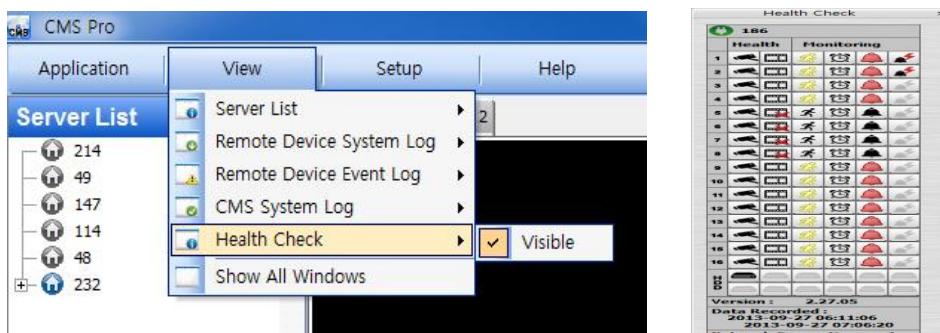 CMS Pro
Application View Setup Help
Server List
214
49
147
114
48
232
Server List
Remote Device System Log
Remote Device Event Log
CMS System Log
Health Check
Show All Windows
Visible
2
Health Check
186
Health Monitoring
1
2
3
4
5
6
7
8
9
10
11
12
13
14
15
16
HDD
Version : 2.27.05
Data Recorded :
2013-09-27 06:11:06
2013-09-27 07:06:20